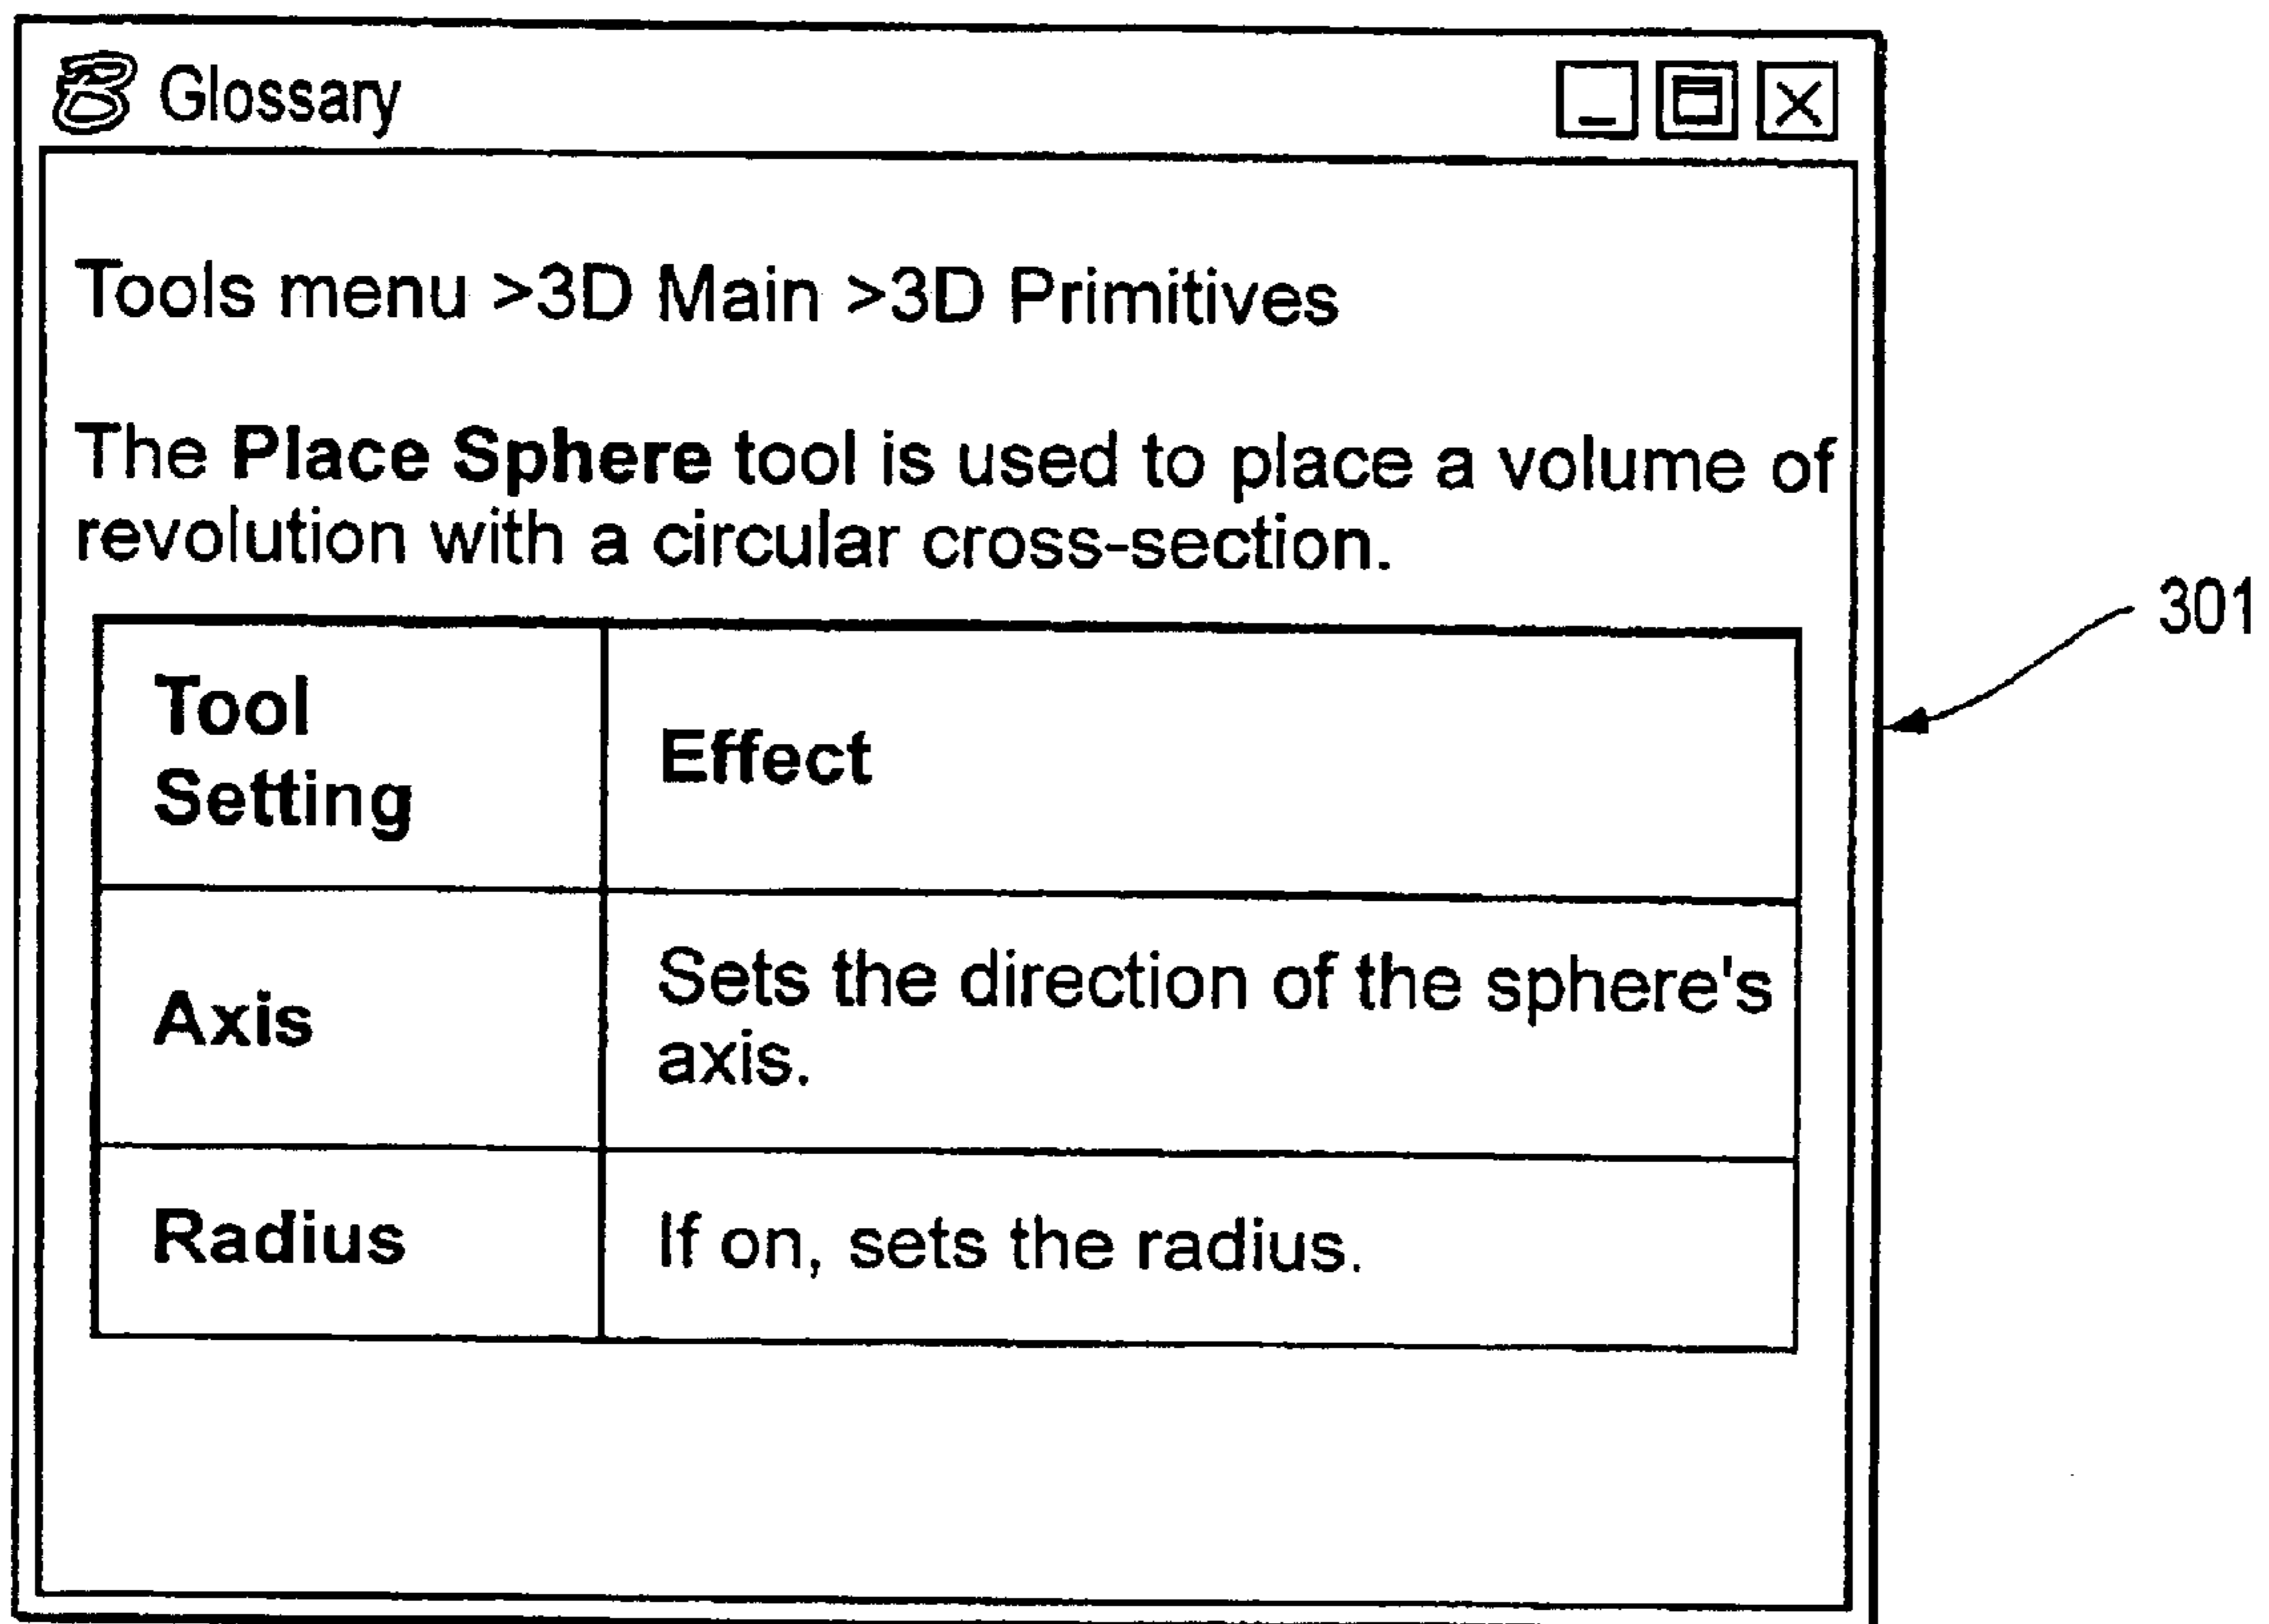 Glossary
Tools menu >3D Main >3D Primitives
The Place Sphere tool is used to place a volume of
revolution with a circular cross-section.
301
Tool
Setting
Effect
Axis
Sets the direction of the sphere's
axis.
Radius
If on, sets the radius.